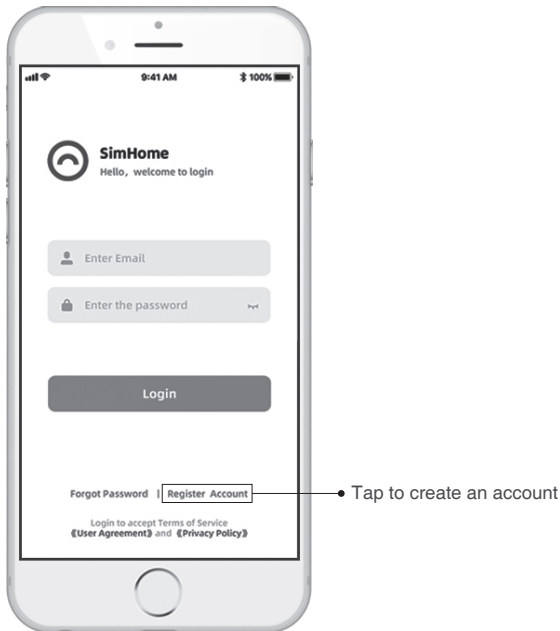 9:41 AM
100%
SimHome
Hello, welcome to login
Enter Email
Enter the password
Login
Forgot Password | Register Account
Tap to create an account
Login to accept Terms of Service
《User Agreement》 and 《Privacy Policy》